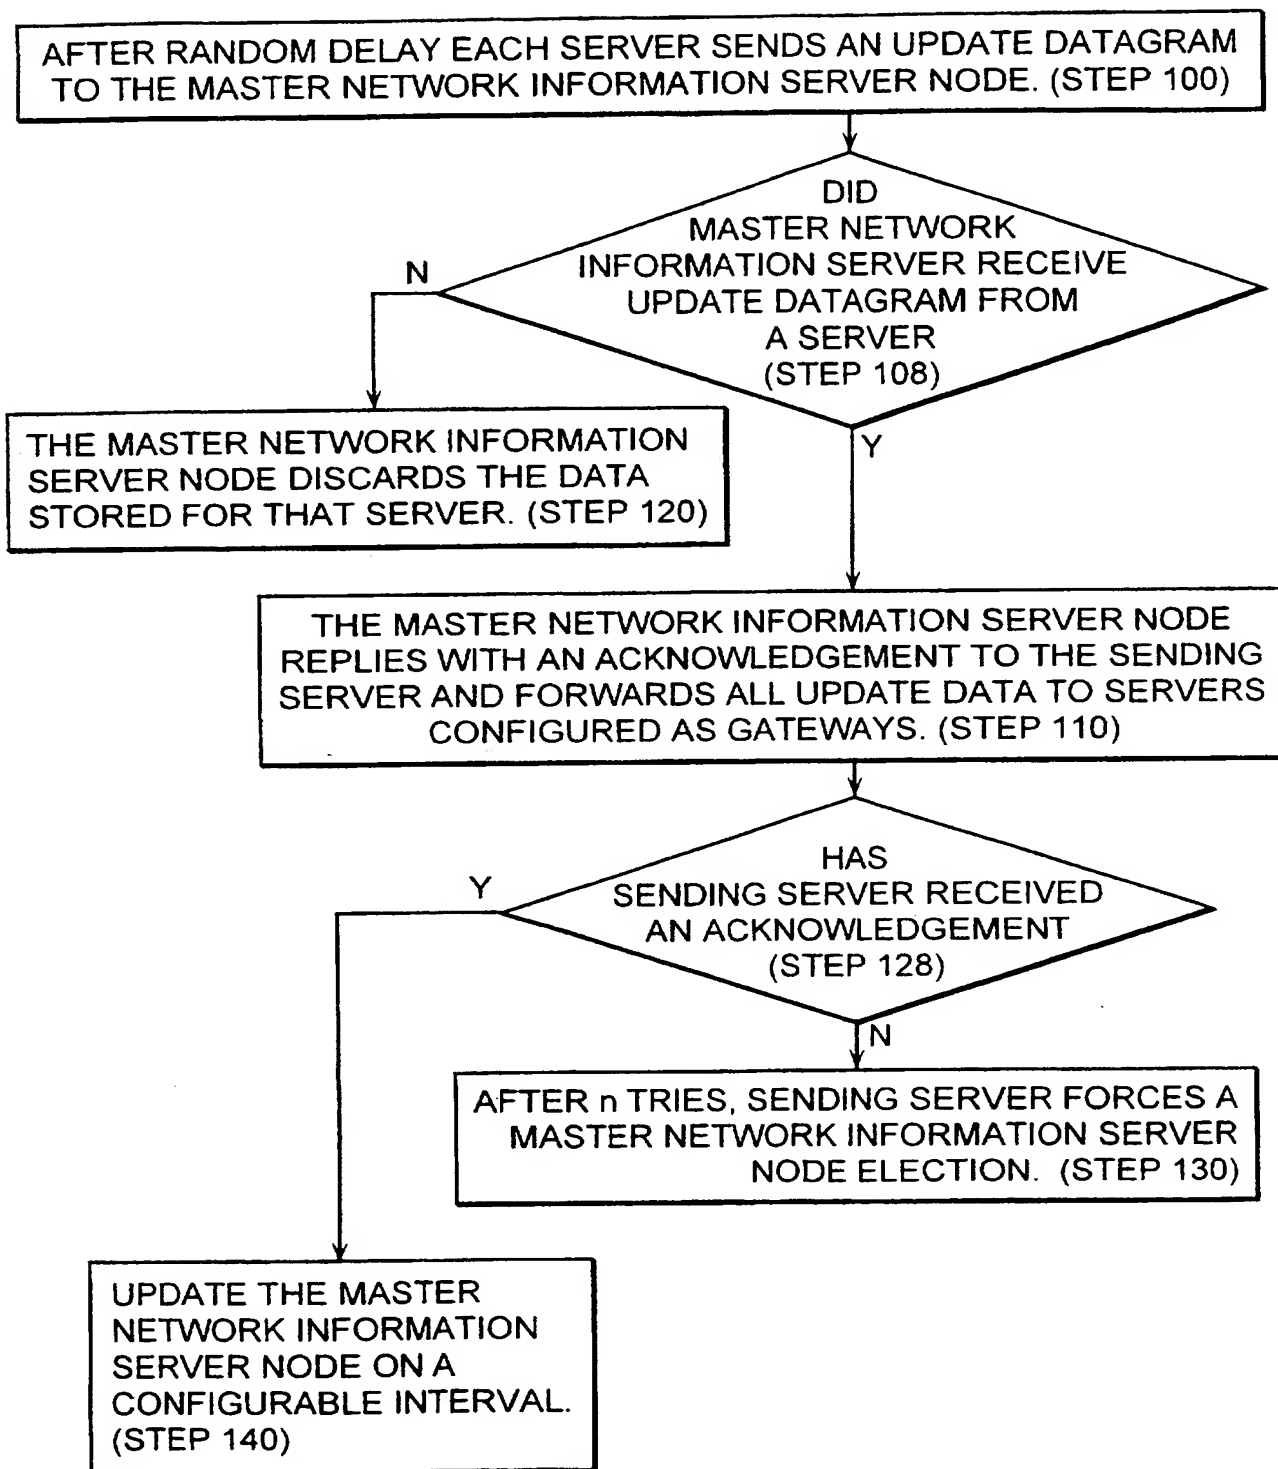 AFTER RANDOM DELAY EACH SERVER SENDS AN UPDATE DATAGRAM
TO THE MASTER NETWORK INFORMATION SERVER NODE. (STEP 100)
DID
MASTER NETWORK
INFORMATION SERVER RECEIVE
UPDATE DATAGRAM FROM
A SERVER
(STEP 108)
N
Y
THE MASTER NETWORK INFORMATION
SERVER NODE DISCARDS THE DATA
STORED FOR THAT SERVER. (STEP 120)
THE MASTER NETWORK INFORMATION SERVER NODE
REPLIES WITH AN ACKNOWLEDGEMENT TO THE SENDING
SERVER AND FORWARDS ALL UPDATE DATA TO SERVERS
CONFIGURED AS GATEWAYS. (STEP 110)
HAS
SENDING SERVER RECEIVED
AN ACKNOWLEDGEMENT
(STEP 128)
Y
N
AFTER n TRIES, SENDING SERVER FORCES A
MASTER NETWORK INFORMATION SERVER
NODE ELECTION. (STEP 130)
UPDATE THE MASTER
NETWORK INFORMATION
SERVER NODE ON A
CONFIGURABLE INTERVAL.
(STEP 140)